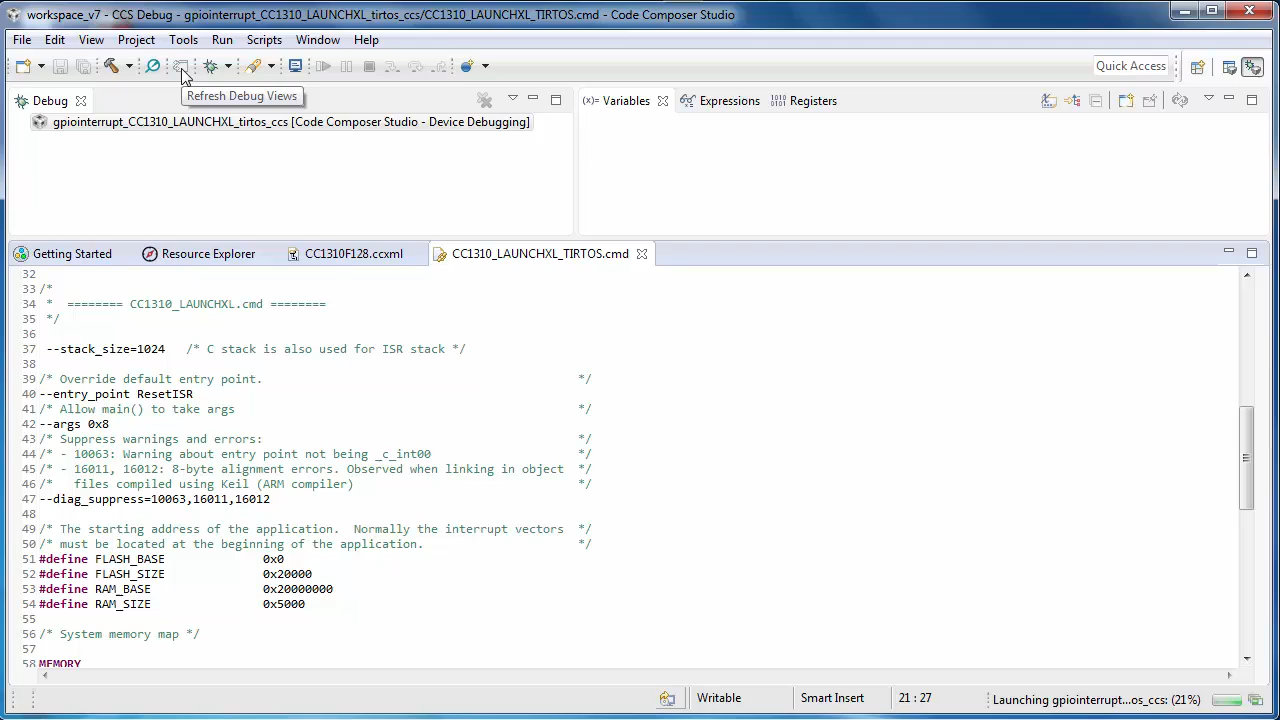 workspace_v7 - CCS Debug - gpiointerrupt_CC1310_LAUNCHXL_tirtos_ccs/CC1310_LAUNCHXL_TIRTOS.cmd - Code Composer Studio
File Edit View Project Tools Run Scripts Window Help
Quick Access
Refresh Debug Views
Debug
gpiointerrupt_CC1310_LAUNCHXL_tirtos_ccs [Code Composer Studio - Device Debugging]
(x)= Variables Expressions Registers
Getting Started Resource Explorer CC1310F128.ccxml CC1310_LAUNCHXL_TIRTOS.cmd
32
33 /*
34  *  ======== CC1310_LAUNCHXL.cmd ========
35  */
36
37 --stack_size=1024   /* C stack is also used for ISR stack */
38
39 /* Override default entry point. */
40 --entry_point ResetISR
41 /* Allow main() to take args */
42 --args 0x8
43 /* Suppress warnings and errors: */
44 /* - 10063: Warning about entry point not being _c_int00 */
45 /* - 16011, 16012: 8-byte alignment errors. Observed when linking in object */
46 /*   files compiled using Keil (ARM compiler) */
47 --diag_suppress=10063,16011,16012
48
49 /* The starting address of the application.  Normally the interrupt vectors */
50 /* must be located at the beginning of the application. */
51 #define FLASH_BASE 0x0
52 #define FLASH_SIZE 0x20000
53 #define RAM_BASE 0x20000000
54 #define RAM_SIZE 0x5000
55
56 /* System memory map */
57
58 MEMORY
Writable Smart Insert 21 : 27 Launching gpiointerrupt...os_ccs: (21%)